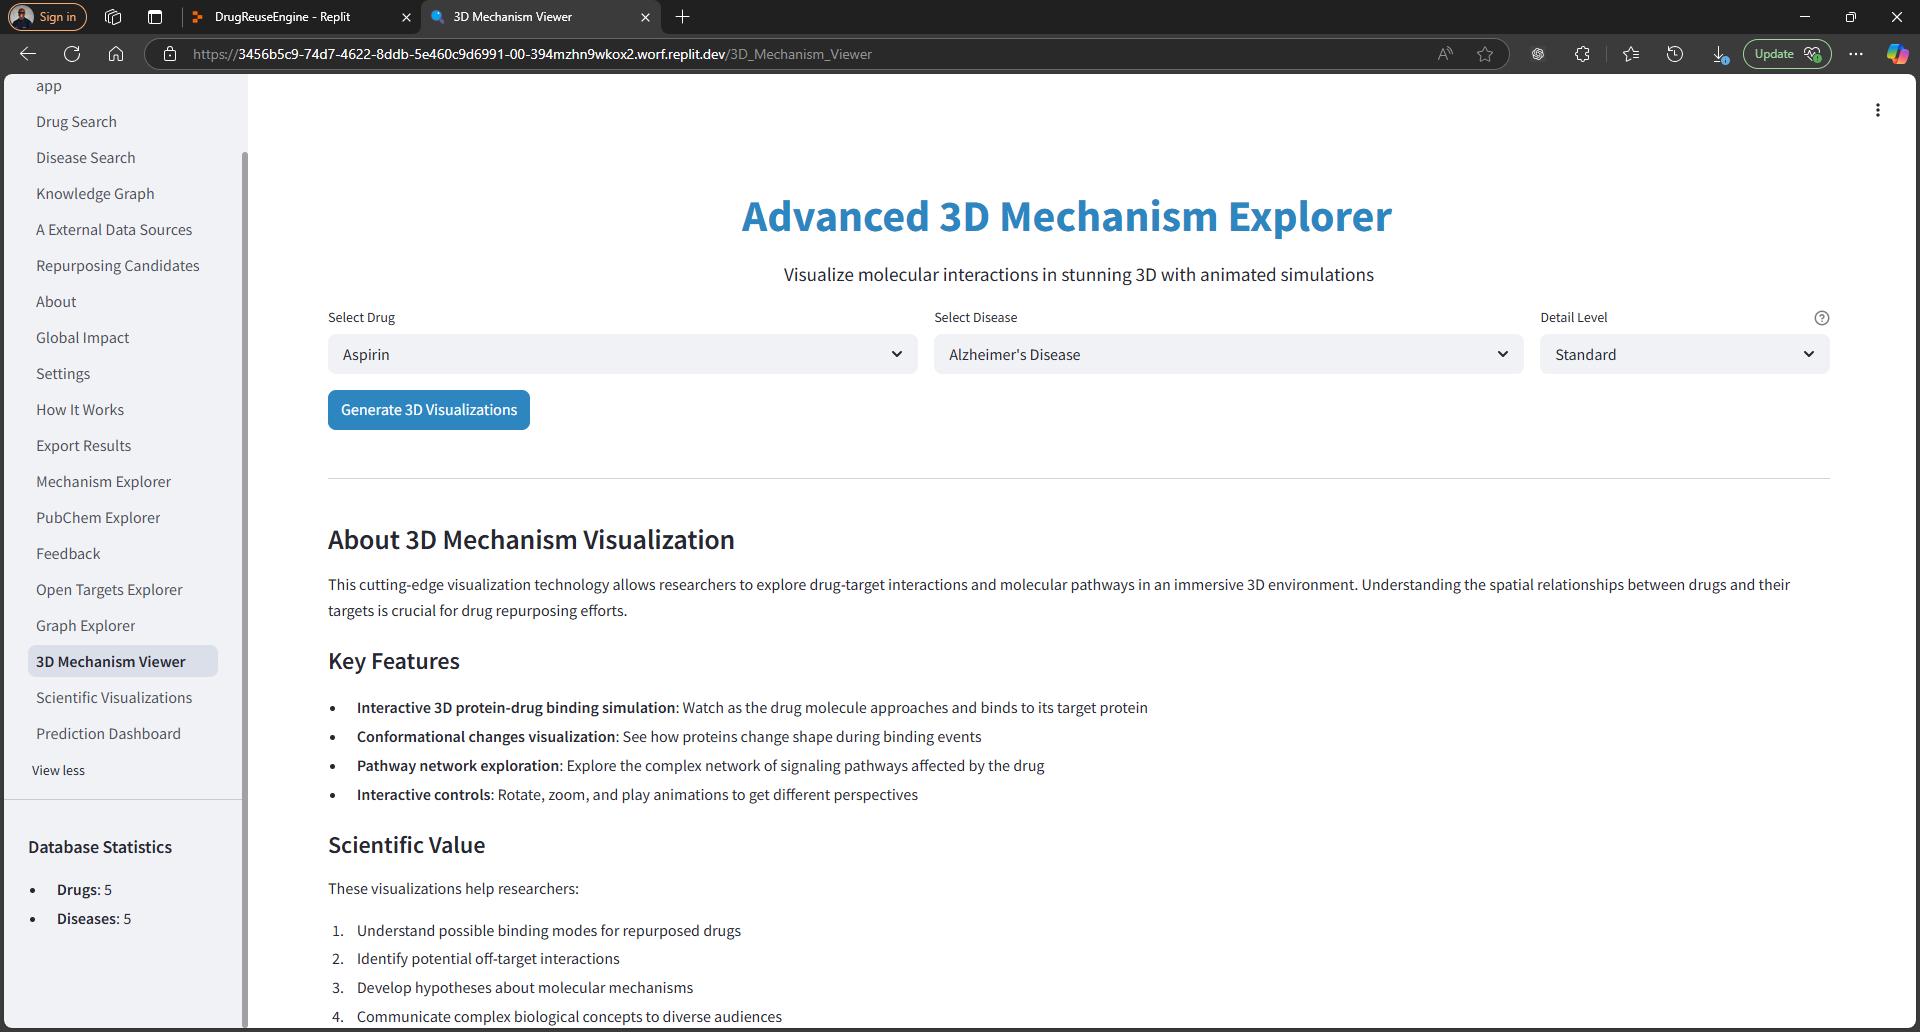 Sign in
DrugReuseEngine - Replit
3D Mechanism Viewer
https://3456b5c9-74d7-4622-8ddb-5e460c9d6991-00-394mzhn9wkox2.worf.replit.dev/3D_Mechanism_Viewer
Update
app
Drug Search
Disease Search
Knowledge Graph
A External Data Sources
Repurposing Candidates
About
Global Impact
Settings
How It Works
Export Results
Mechanism Explorer
PubChem Explorer
Feedback
Open Targets Explorer
Graph Explorer
3D Mechanism Viewer
Scientific Visualizations
Prediction Dashboard
View less
Database Statistics
• Drugs: 5
• Diseases: 5
Advanced 3D Mechanism Explorer
Visualize molecular interactions in stunning 3D with animated simulations
Select Drug
Aspirin
Select Disease
Alzheimer's Disease
Detail Level
Standard
Generate 3D Visualizations
About 3D Mechanism Visualization
This cutting-edge visualization technology allows researchers to explore drug-target interactions and molecular pathways in an immersive 3D environment. Understanding the spatial relationships between drugs and their
targets is crucial for drug repurposing efforts.
Key Features
• Interactive 3D protein-drug binding simulation: Watch as the drug molecule approaches and binds to its target protein
• Conformational changes visualization: See how proteins change shape during binding events
• Pathway network exploration: Explore the complex network of signaling pathways affected by the drug
• Interactive controls: Rotate, zoom, and play animations to get different perspectives
Scientific Value
These visualizations help researchers:
1. Understand possible binding modes for repurposed drugs
2. Identify potential off-target interactions
3. Develop hypotheses about molecular mechanisms
4. Communicate complex biological concepts to diverse audiences